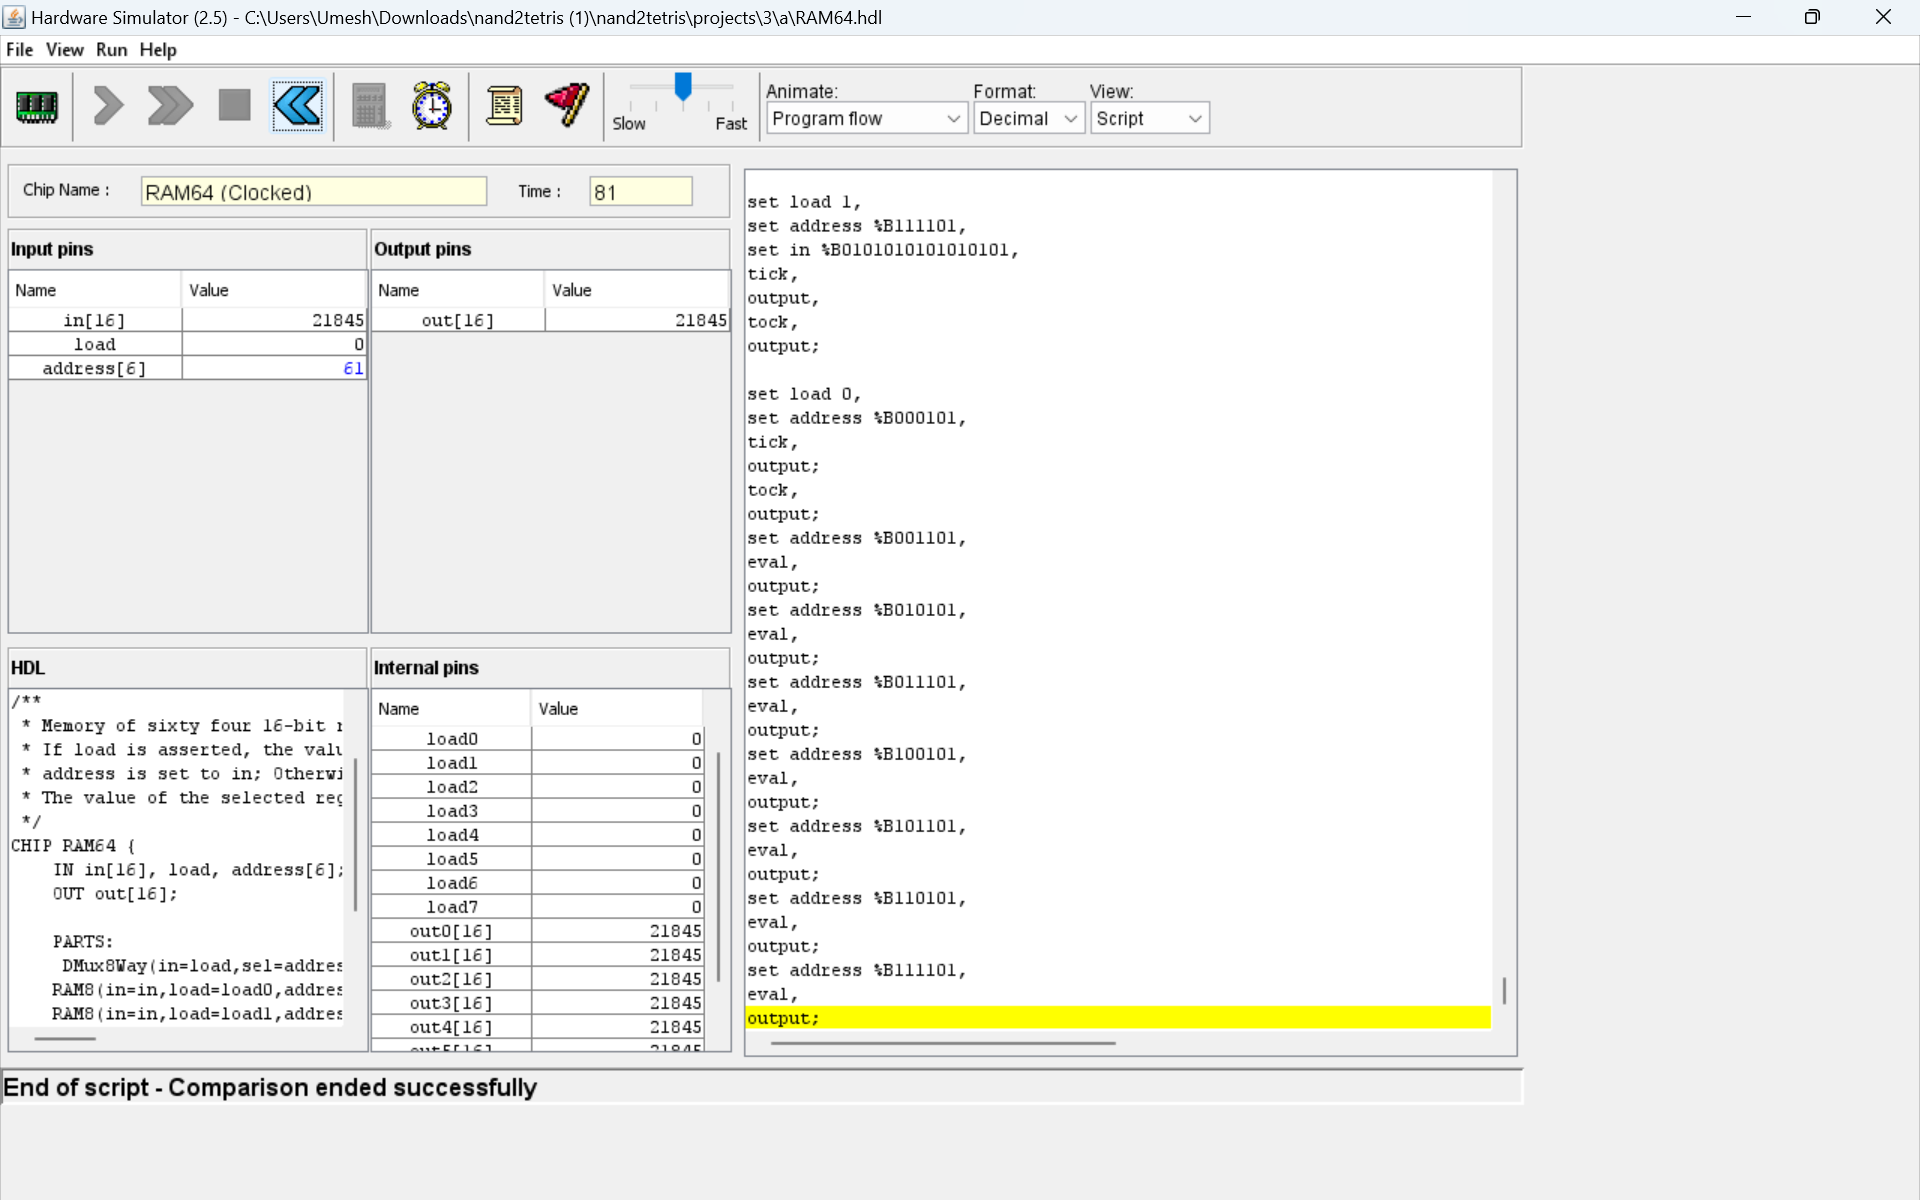 Hardware Simulator (2.5) - C:\Users\Umesh\Downloads\nand2tetris (1)\nand2tetris\projects\3\a\RAM64.hdl
File View Run Help
Slow Fast
Animate:
Program flow
Format:
Decimal
View:
Script
Chip Name :
RAM64 (Clocked)
Time :
81
Input pins
Name Value
in[16] 21845
load 0
address[6] 61
Output pins
Name Value
out[16] 21845
HDL
/**
* Memory of sixty four 16-bit r
* If load is asserted, the valu
* address is set to in; Otherwi
* The value of the selected reg
*/
CHIP RAM64 {
IN in[16], load, address[6];
OUT out[16];
PARTS:
DMux8Way(in=load,sel=addres
RAM8(in=in,load=load0,addres
RAM8(in=in,load=load1,addres
Internal pins
Name Value
load0 0
load1 0
load2 0
load3 0
load4 0
load5 0
load6 0
load7 0
out0[16] 21845
out1[16] 21845
out2[16] 21845
out3[16] 21845
out4[16] 21845
out5[16] 21845
set load 1,
set address %B111101,
set in %B0101010101010101,
tick,
output,
tock,
output;
set load 0,
set address %B000101,
tick,
output;
tock,
output;
set address %B001101,
eval,
output;
set address %B010101,
eval,
output;
set address %B011101,
eval,
output;
set address %B100101,
eval,
output;
set address %B101101,
eval,
output;
set address %B110101,
eval,
output;
set address %B111101,
eval,
output;
End of script - Comparison ended successfully